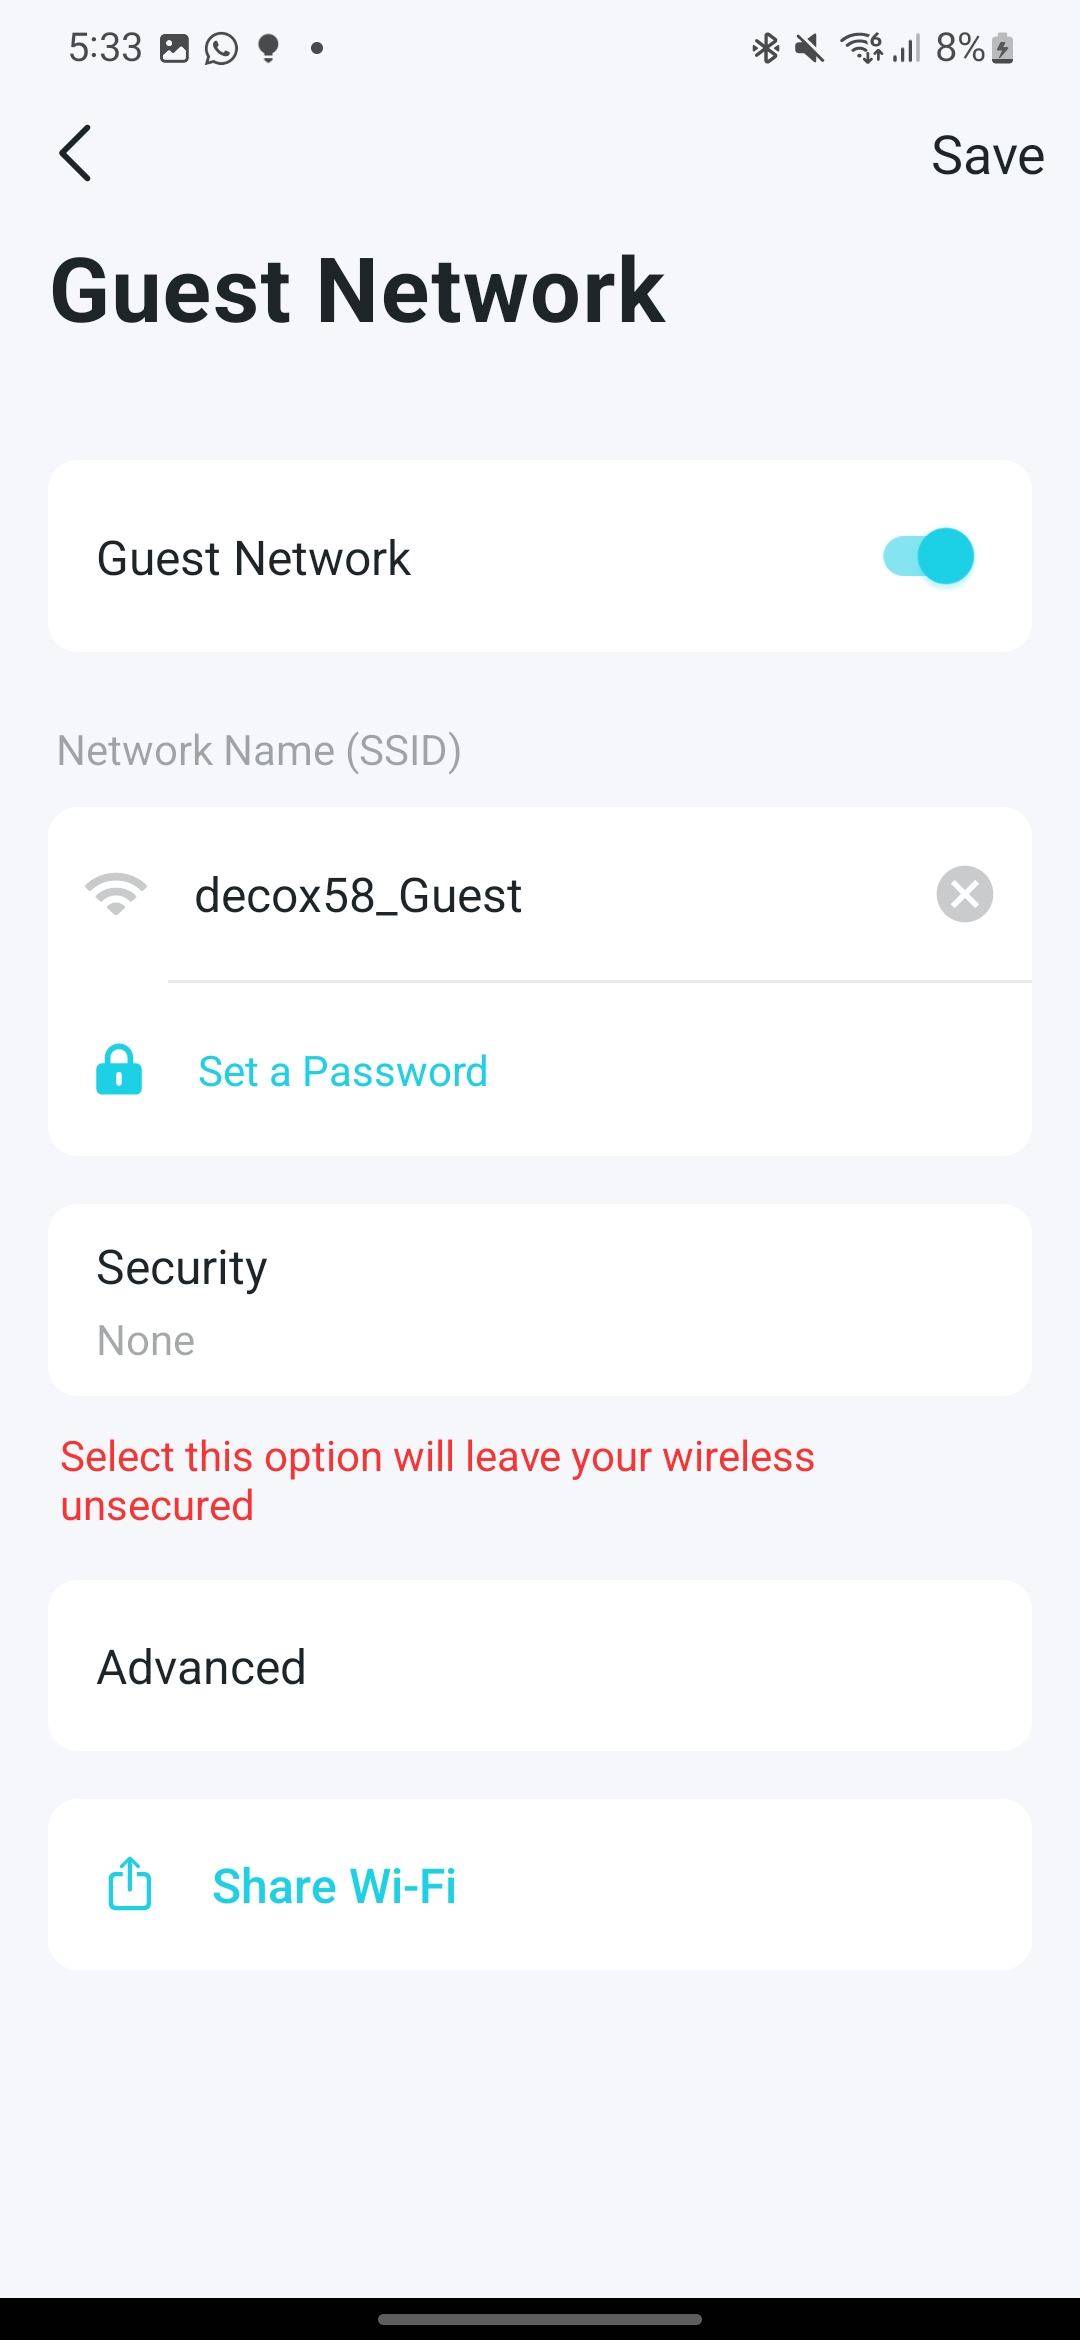 5:33
8%
Save
Guest Network
Guest Network
Network Name (SSID)
decox58_Guest
Set a Password
Security
None
Select this option will leave your wireless
unsecured
Advanced
Share Wi-Fi